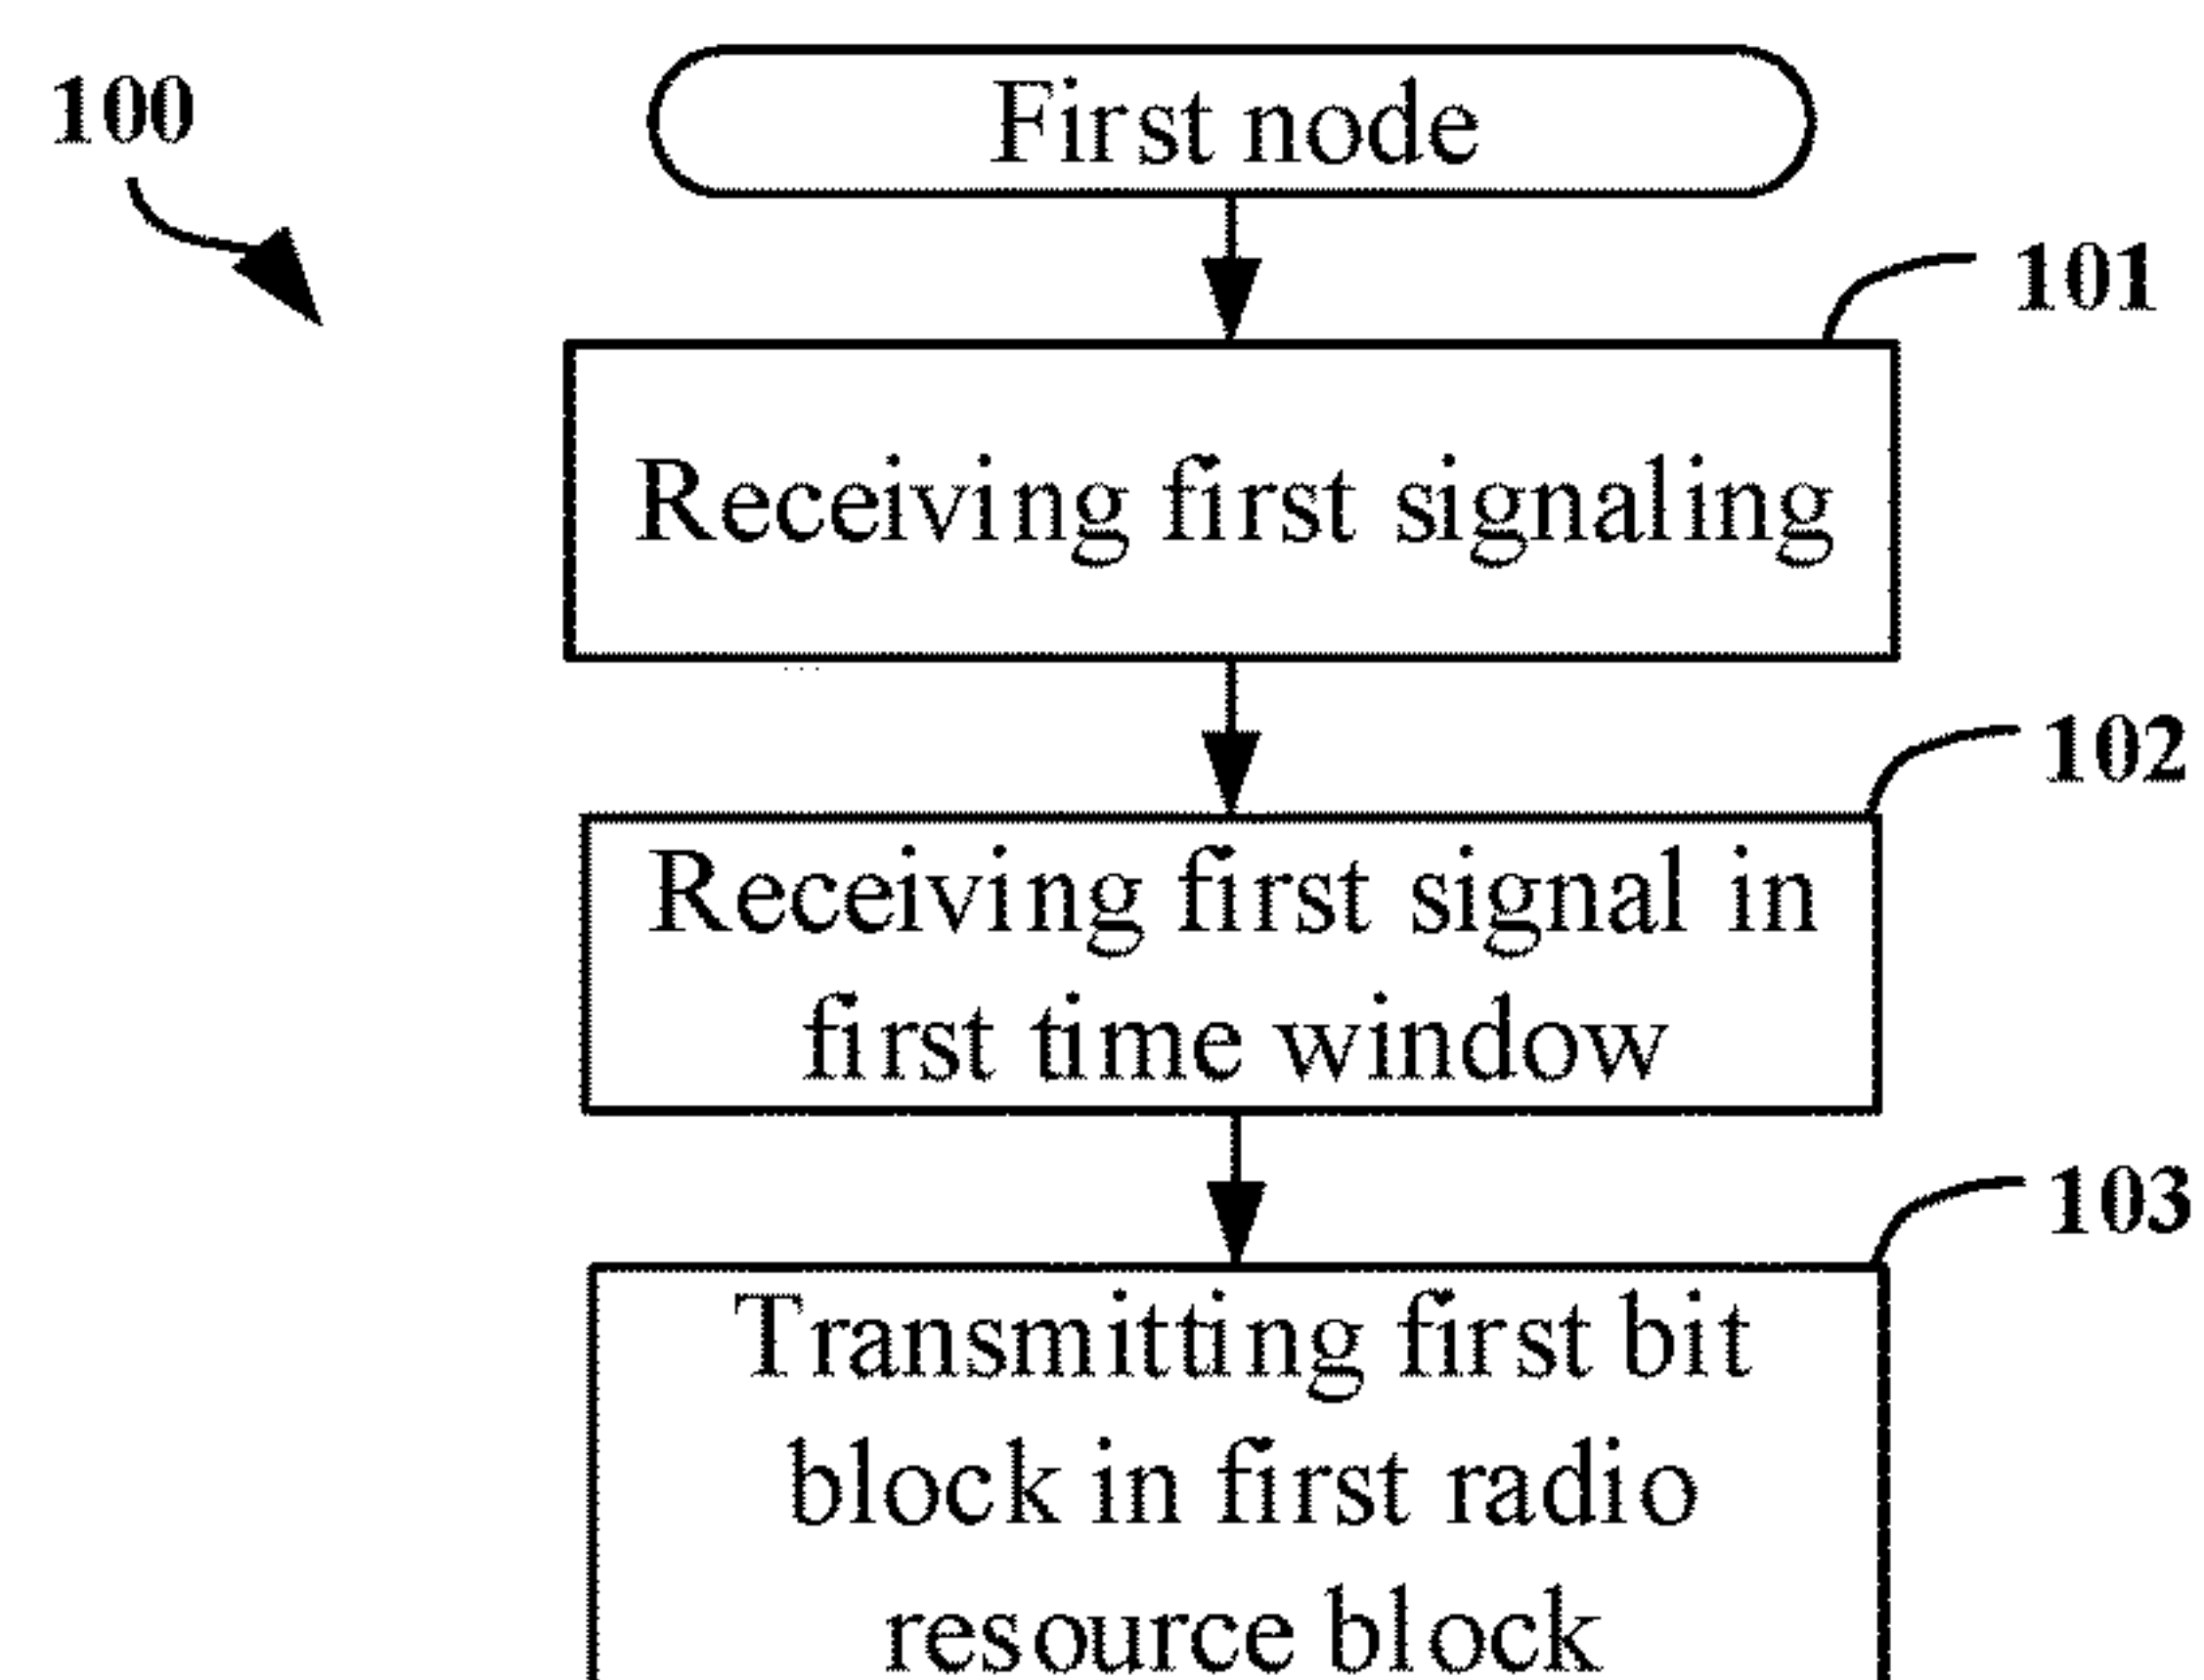 100
First node
101
Receiving first signaling
102
Receiving first signal in
first time window
103
Transmitting first bit
block in first radio
resource block